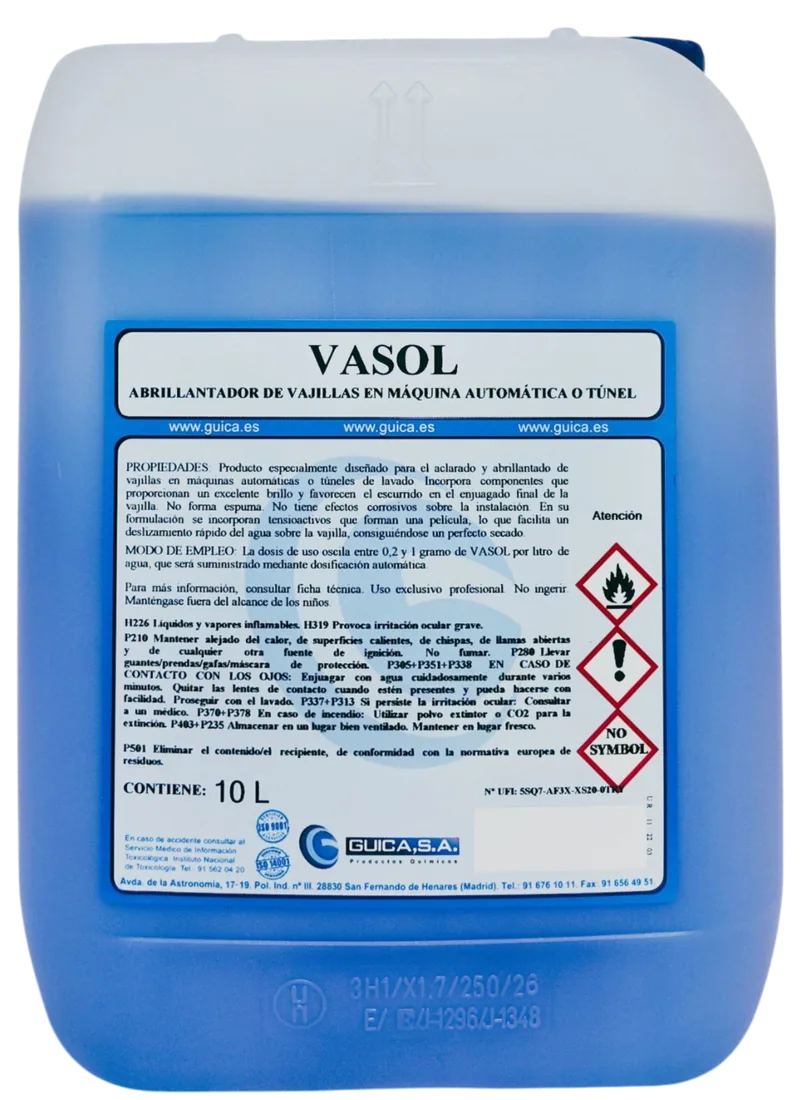 VASOL
ABRILLANTADOR DE VAJILLAS EN MÁQUINA AUTOMÁTICA O TÚNEL
www.guica.es www.guica.es www.guica.es
PROPIEDADES: Producto especialmente diseñado para el aclarado y abrillantado de
vajillas en máquinas automáticas o túneles de lavado. Incorpora componentes que
proporcionan un excelente brillo y favorecen el escurrido en el enjuagado final de la
vajilla. No forma espuma. No tiene efectos corrosivos sobre la instalación. En su
formulación se incorporan tensioactivos que forman una película, lo que facilita un
deslizamiento rápido del agua sobre la vajilla, consiguiéndose un perfecto secado.
MODO DE EMPLEO: La dosis de uso oscila entre 0,2 y 1 gramo de VASOL por litro de
agua, que será suministrado mediante dosificación automática.
Para más información, consultar ficha técnica. Uso exclusivo profesional. No ingerir.
Manténgase fuera del alcance de los niños.
H226 Líquidos y vapores inflamables. H319 Provoca irritación ocular grave.
P210 Mantener alejado del calor, de superficies calientes, de chispas, de llamas abiertas
y de cualquier otra fuente de ignición. No fumar. P280 Llevar
guantes/prendas/gafas/máscara de protección. P305+P351+P338 EN CASO DE
CONTACTO CON LOS OJOS: Enjuagar con agua cuidadosamente durante varios
minutos. Quitar las lentes de contacto cuando estén presentes y pueda hacerse con
facilidad. Proseguir con el lavado. P337+P313 Si persiste la irritación ocular: Consultar
a un médico. P370+P378 En caso de incendio: Utilizar polvo extintor o CO2 para la
extinción. P403+P235 Almacenar en un lugar bien ventilado. Mantener en lugar fresco.
P501 Eliminar el contenido/el recipiente, de conformidad con la normativa europea de
residuos.
Atención
NO
SYMBOL
CONTIENE: 10 L
Nº UFI: 5SQ7-AF3X-XS20-0TRY
En caso de accidente consultar al
Servicio Médico de Información
Toxicológica Instituto Nacional
de Toxicología Tel.: 91 562 04 20
ISO 9001
ISO 14001
GUICA,S.A.
Productos Químicos
Avda. de la Astronomía, 17-19. Pol. Ind. nº III. 28830 San Fernando de Henares (Madrid). Tel.: 91 676 10 11. Fax: 91 656 49 51
3H1/X1.7/250/26